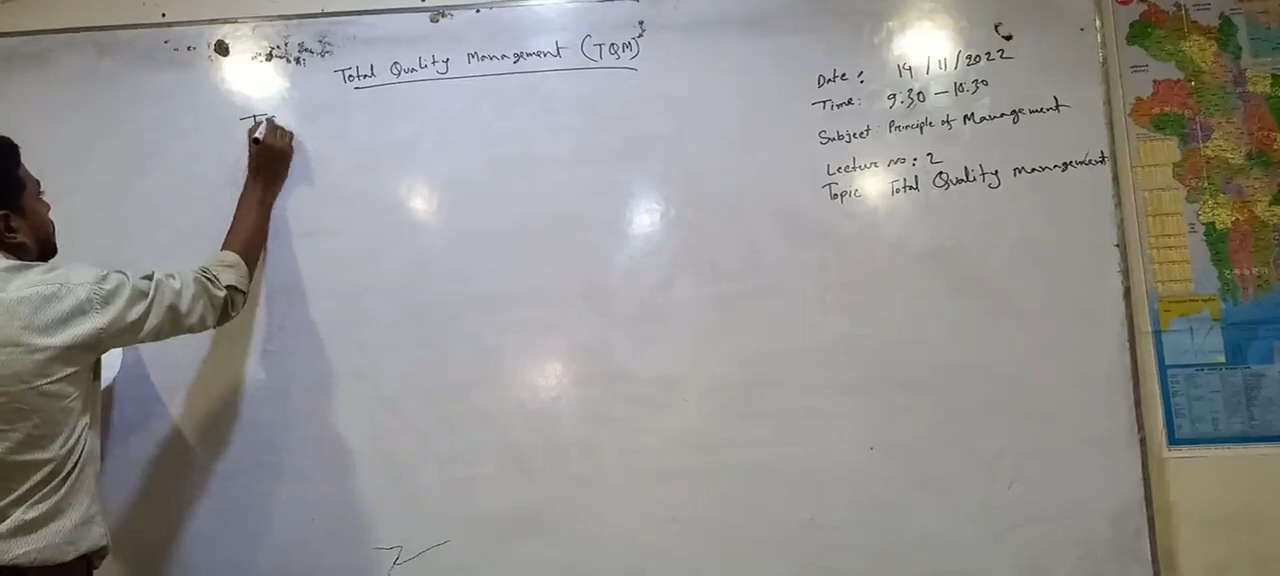 Total Quality Management (TQM)
Date: 14/11/2022
Time: 9:30 – 10:30
Subject: Principle of Management
Lecture no: 2
Topic Total Quality management